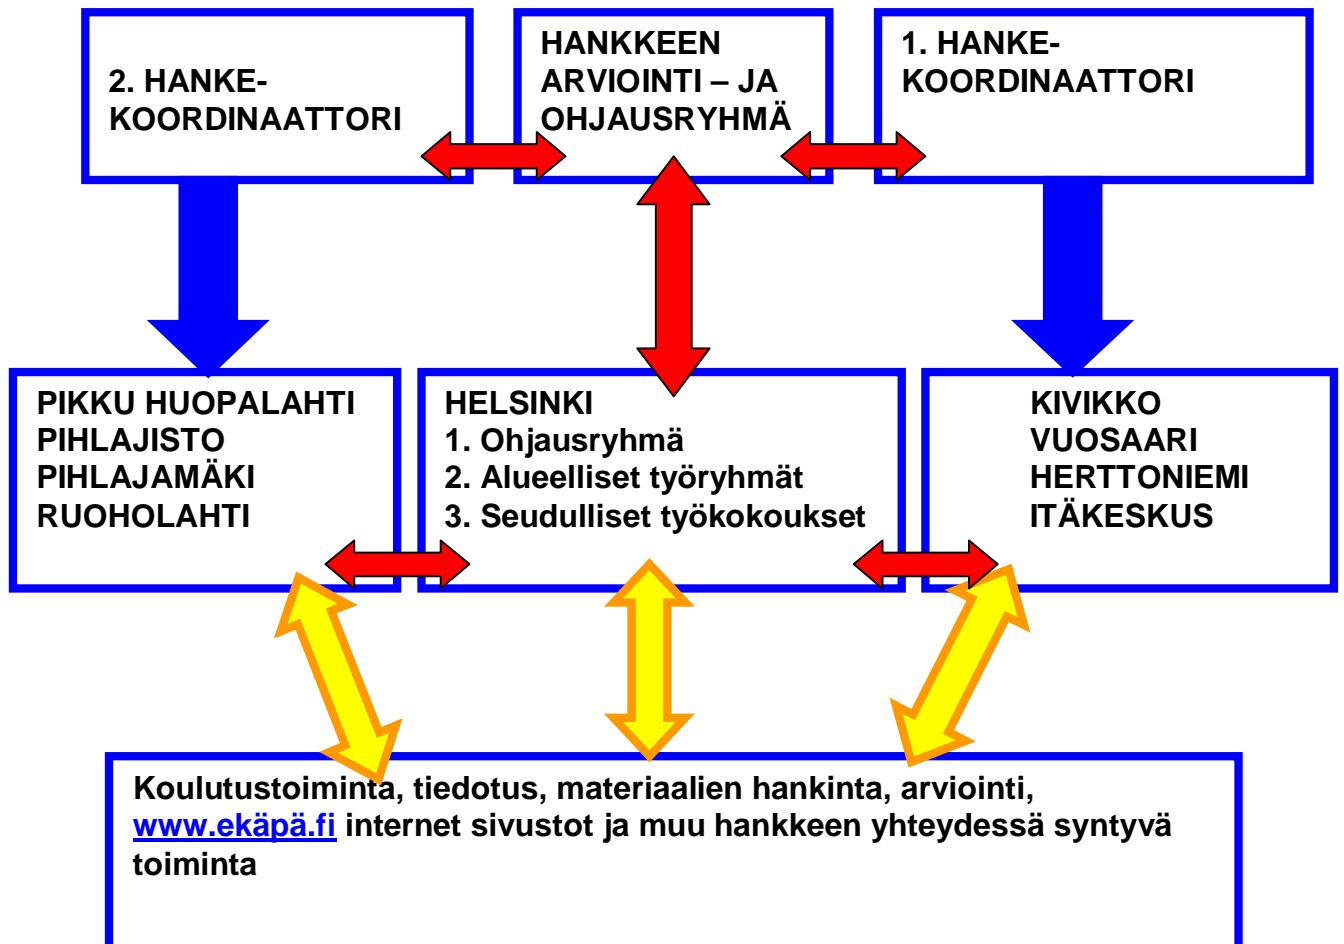 2. HANKE-
KOORDINAATTORI
HANKKEEN
ARVIOINTI – JA
OHJAUSRYHMÄ
1. HANKE-
KOORDINAATTORI
PIKKU HUOPALAHTI
PIHLAJISTO
PIHLAJAMÄKI
RUOHOLAHTI
HELSINKI
1. Ohjausryhmä
2. Alueelliset työryhmät
3. Seudulliset työkokoukset
KIVIKKO
VUOSAARI
HERTTONIEMI
ITÄKESKUS
Koulutustoiminta, tiedotus, materiaalien hankinta, arviointi,
www.ekäpä.fi internet sivustot ja muu hankkeen yhteydessä syntyvä
toiminta